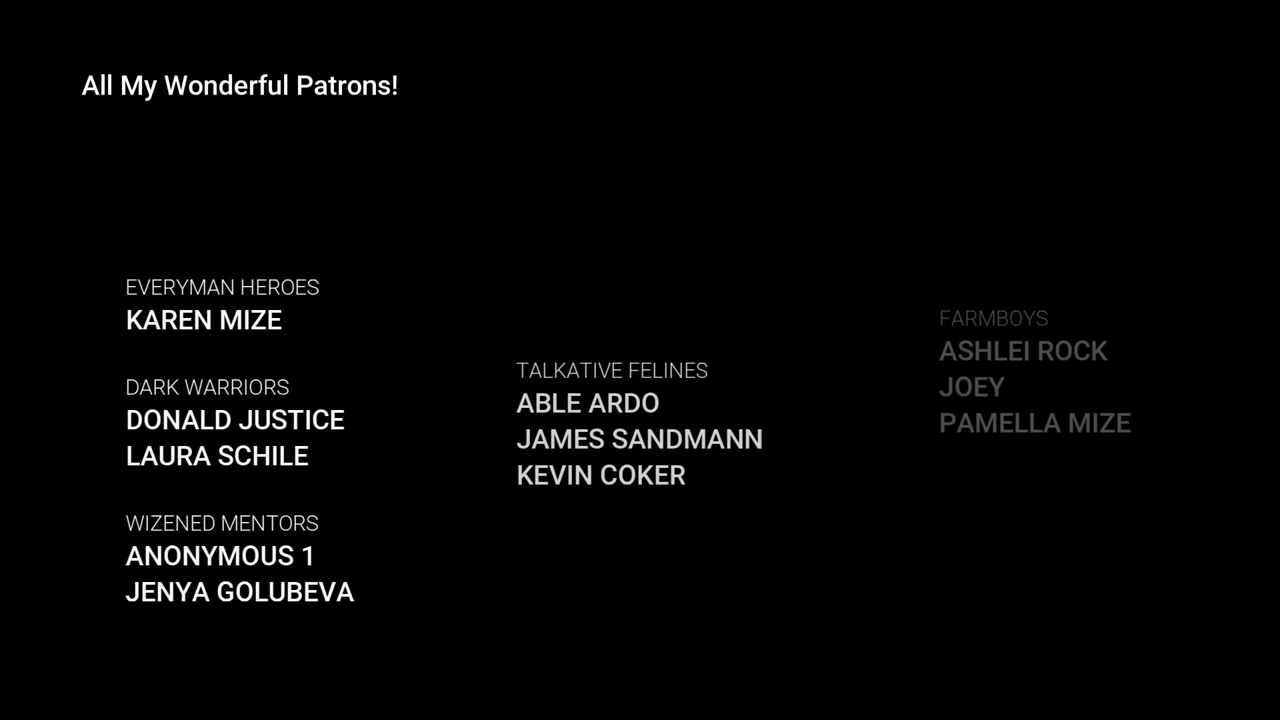 All My Wonderful Patrons!
EVERYMAN HEROES
KAREN MIZE
DARK WARRIORS
DONALD JUSTICE
LAURA SCHILE
WIZENED MENTORS
ANONYMOUS 1
JENYA GOLUBEVA
TALKATIVE FELINES
ABLE ARDO
JAMES SANDMANN
KEVIN COKER
FARMBOYS
ASHLEI ROCK
JOEY
PAMELLA MIZE